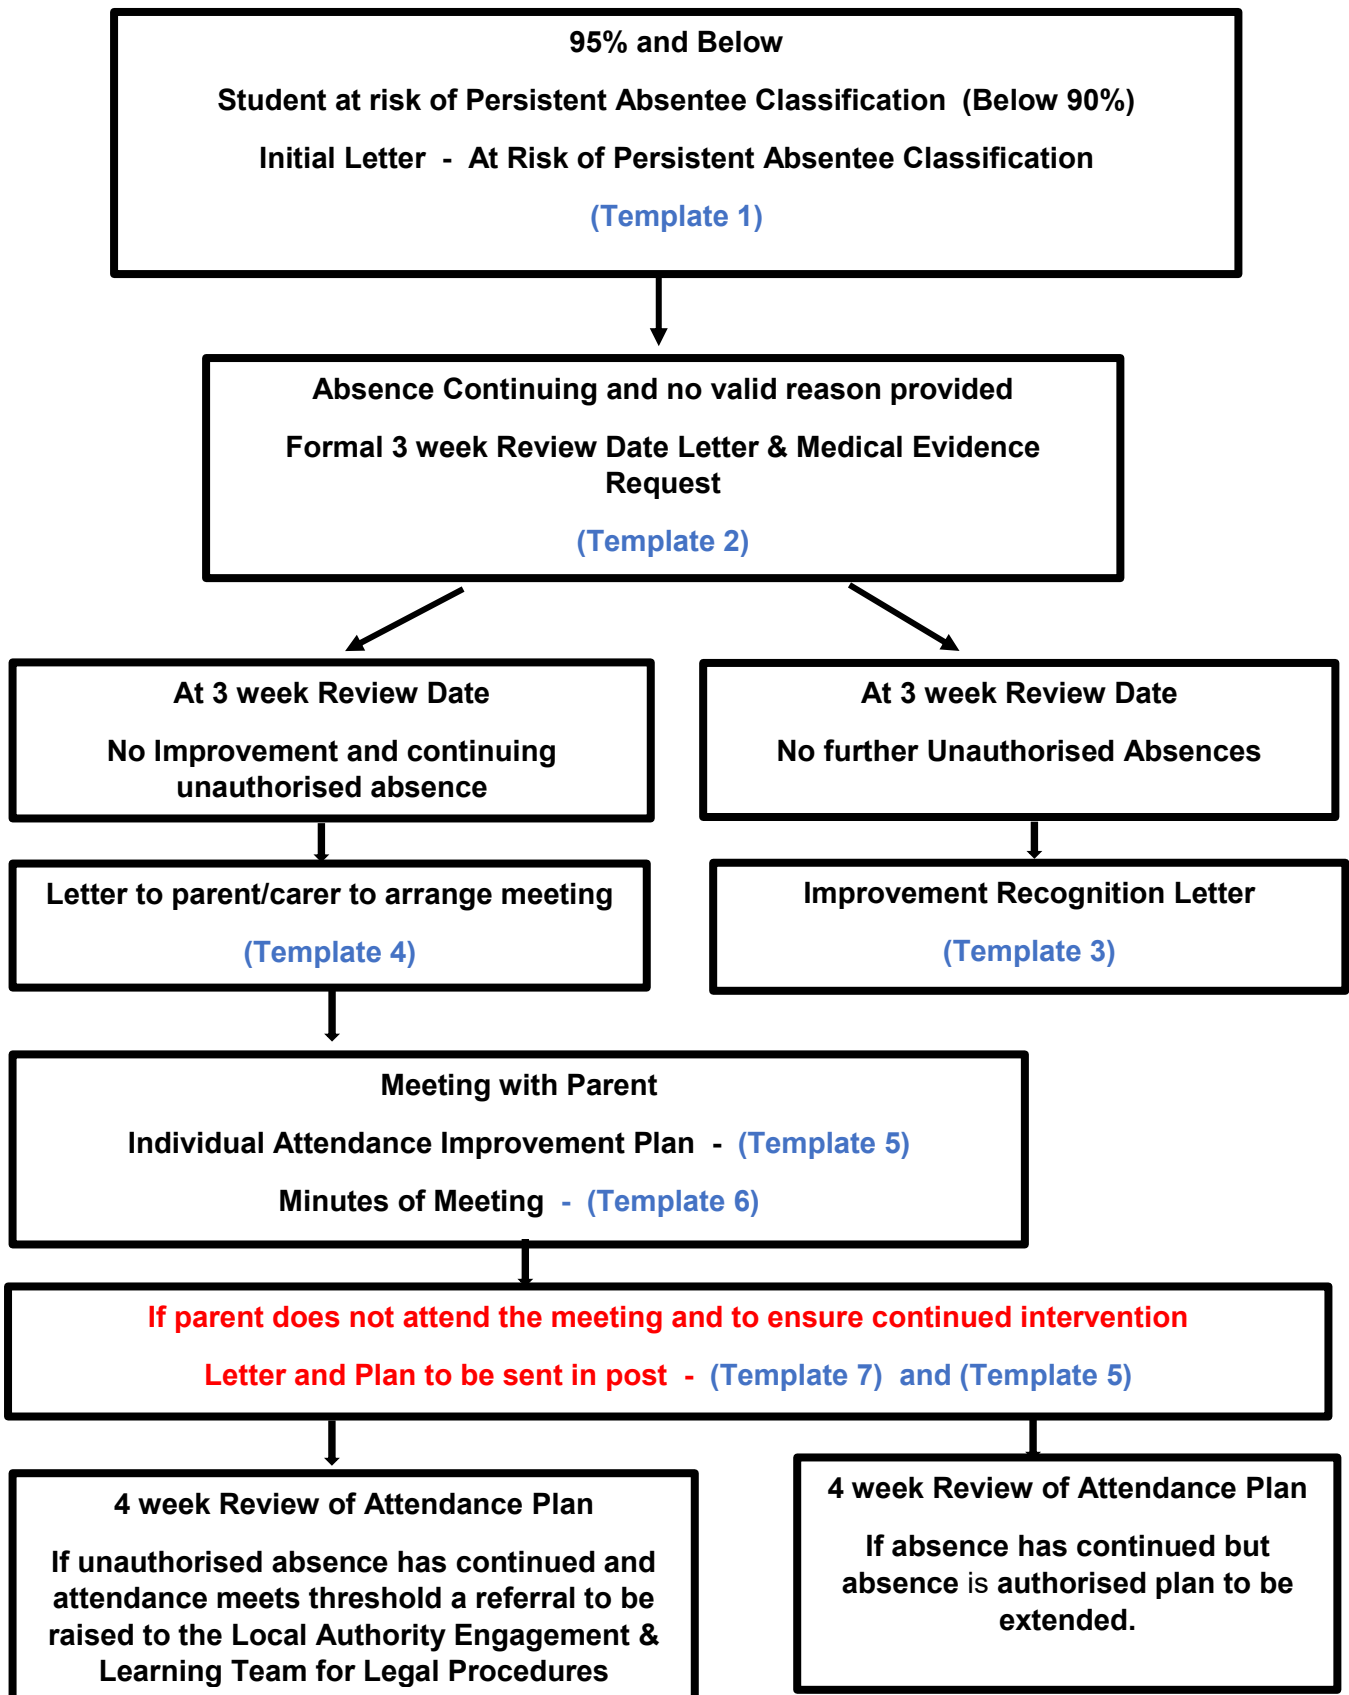 95% and Below
Student at risk of Persistent Absentee Classification (Below 90%)
Initial Letter - At Risk of Persistent Absentee Classification
(Template 1)
Absence Continuing and no valid reason provided
Formal 3 week Review Date Letter & Medical Evidence
Request
(Template 2)
At 3 week Review Date
No Improvement and continuing
unauthorised absence
At 3 week Review Date
No further Unauthorised Absences
Letter to parent/carer to arrange meeting
(Template 4)
Improvement Recognition Letter
(Template 3)
Meeting with Parent
Individual Attendance Improvement Plan - (Template 5)
Minutes of Meeting - (Template 6)
If parent does not attend the meeting and to ensure continued intervention
Letter and Plan to be sent in post - (Template 7) and (Template 5)
4 week Review of Attendance Plan
If unauthorised absence has continued and
attendance meets threshold a referral to be
raised to the Local Authority Engagement &
Learning Team for Legal Procedures
4 week Review of Attendance Plan
If absence has continued but
absence is authorised plan to be
extended.